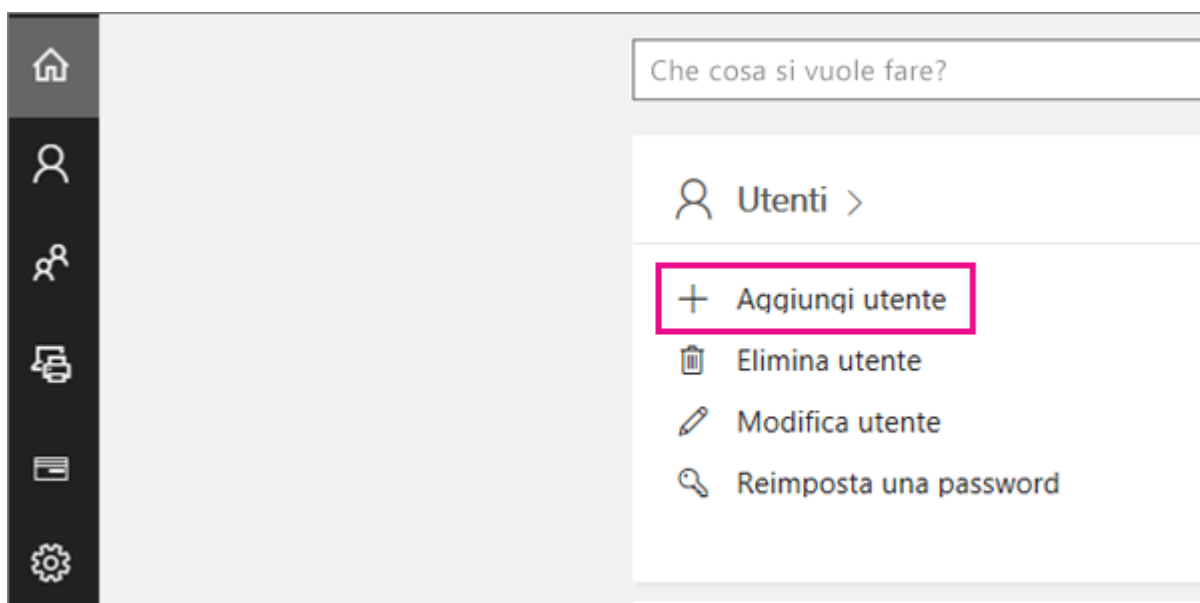 Che cosa si vuole fare?
Utenti >
Aggiungi utente
Elimina utente
Modifica utente
Reimposta una password